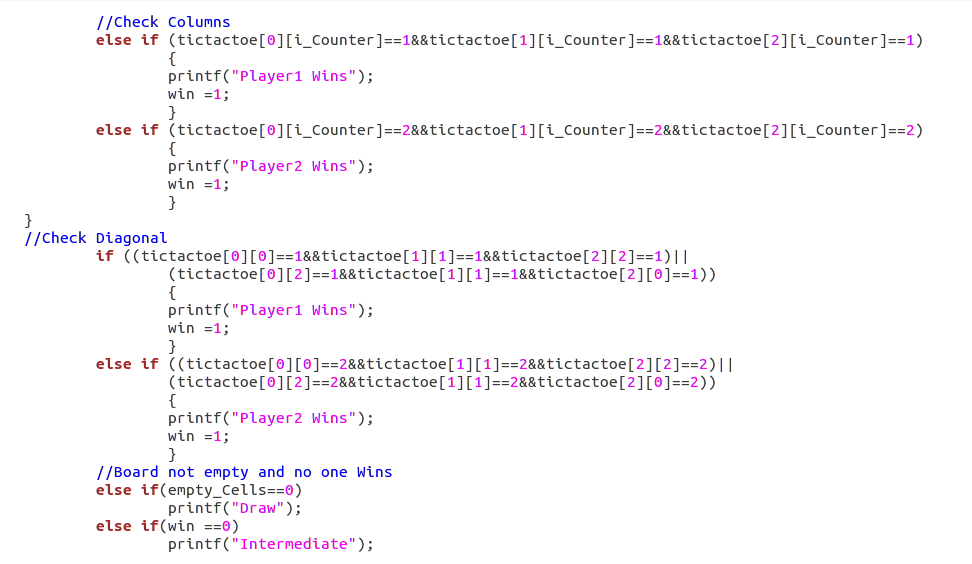 //Check Columns
else if (tictactoe[0][i_Counter]==1&&tictactoe[1][i_Counter]==1&&tictactoe[2][i_Counter]==1)
{
printf("Player1 Wins");
win =1;
}
else if (tictactoe[0][i_Counter]==2&&tictactoe[1][i_Counter]==2&&tictactoe[2][i_Counter]==2)
{
printf("Player2 Wins");
win =1;
}
}
//Check Diagonal
if ((tictactoe[0][0]==1&&tictactoe[1][1]==1&&tictactoe[2][2]==1)||
(tictactoe[0][2]==1&&tictactoe[1][1]==1&&tictactoe[2][0]==1))
{
printf("Player1 Wins");
win =1;
}
else if ((tictactoe[0][0]==2&&tictactoe[1][1]==2&&tictactoe[2][2]==2)||
(tictactoe[0][2]==2&&tictactoe[1][1]==2&&tictactoe[2][0]==2))
{
printf("Player2 Wins");
win =1;
}
//Board not empty and no one Wins
else if(empty_Cells==0)
printf("Draw");
else if(win ==0)
printf("Intermediate");